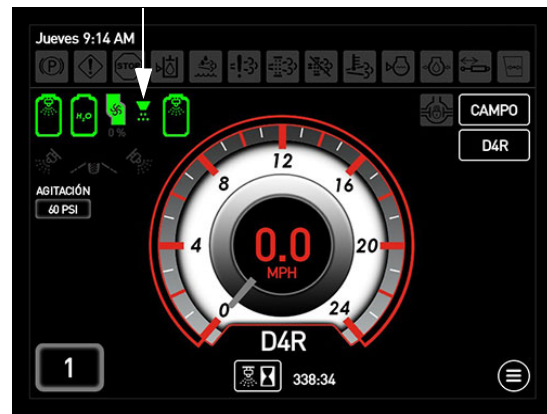 Jueves 9:14 AM
(P)
STOP
H₂O
0 %
CAMPO
D4R
AGITACIÓN
60 PSI
0
4
8
12
16
20
24
0.0
MPH
D4R
1
338:34